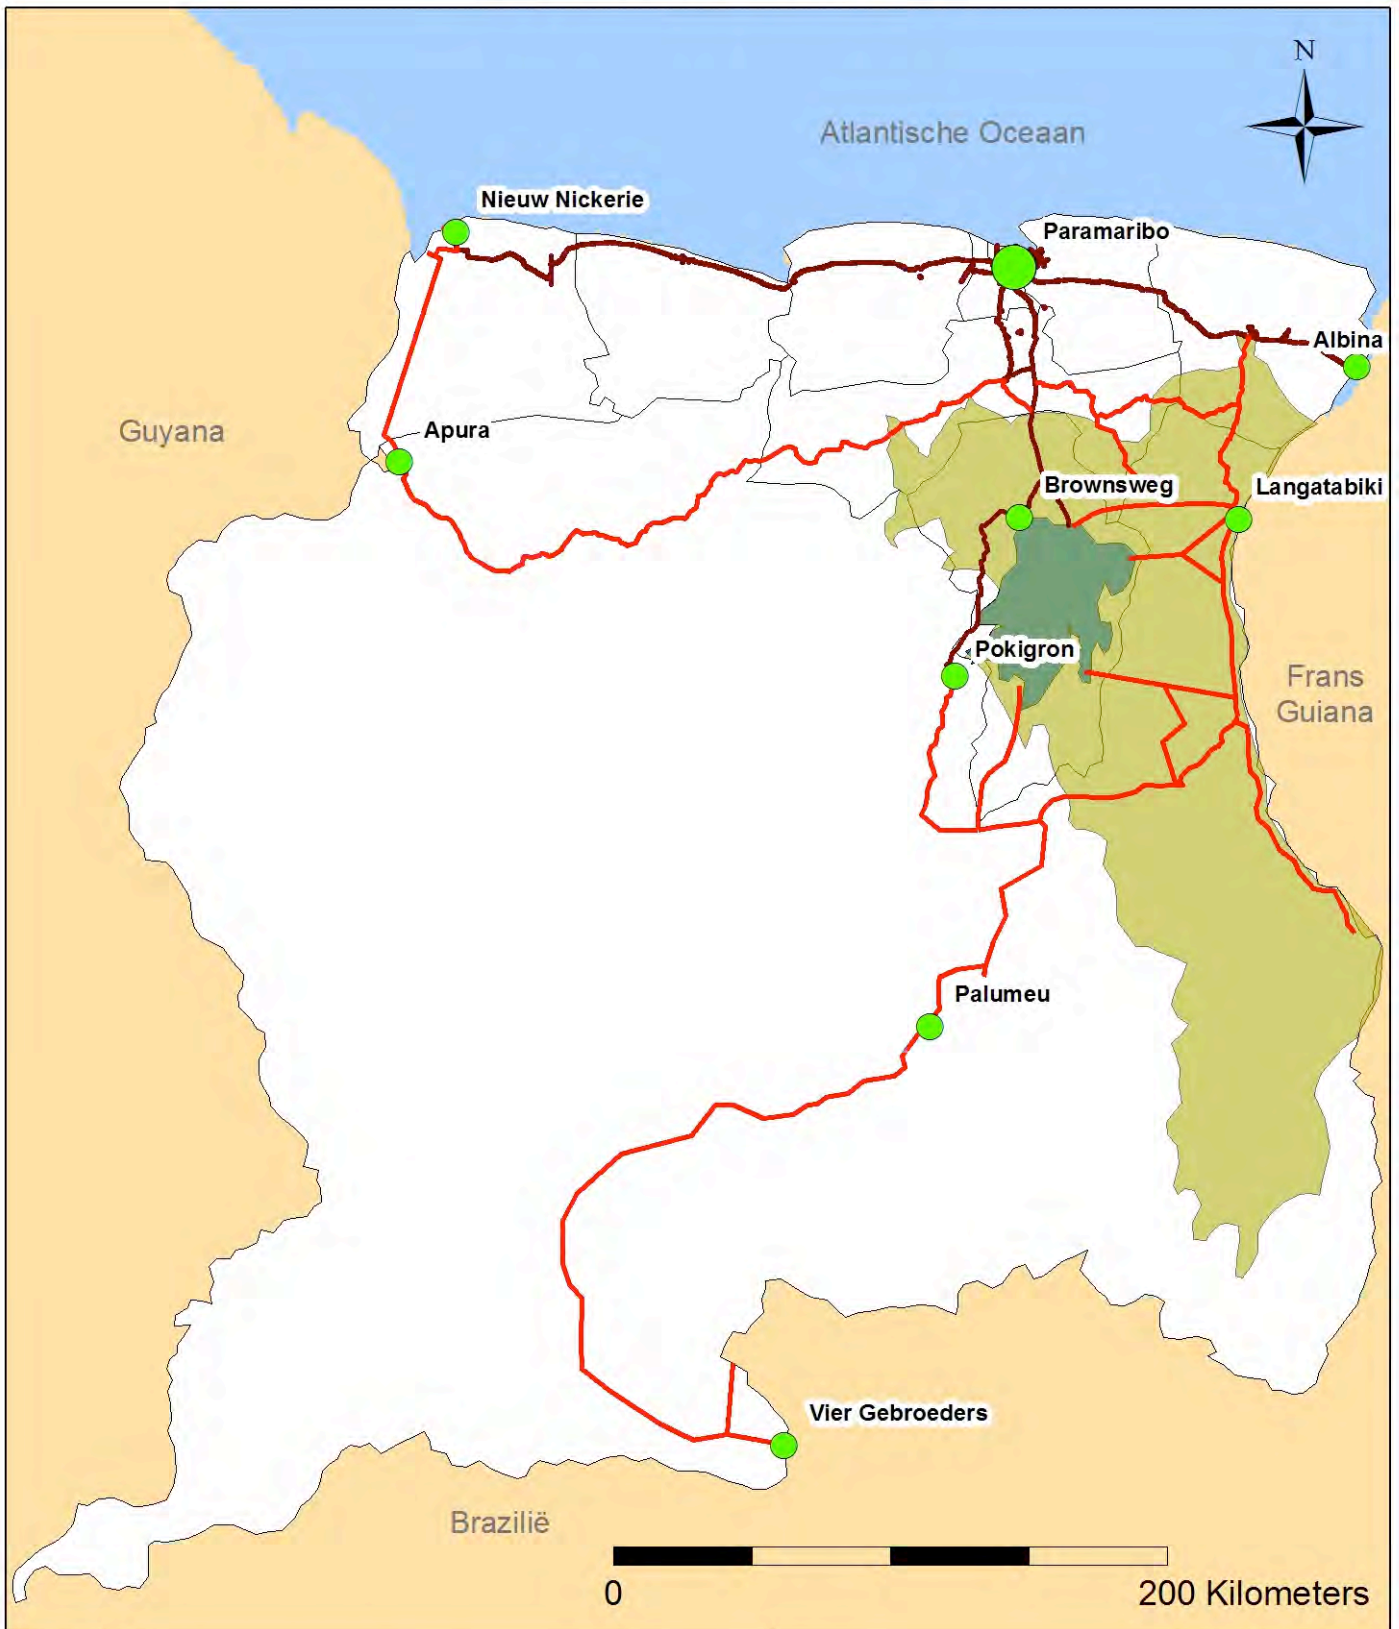 N
Atlantische Oceaan
Nieuw Nickerie
Paramaribo
Albina
Guyana
Apura
Brownsweg
Langatabiki
Pokigron
Frans
Guiana
Palumeu
Vier Gebroeders
Brazilië
0
200 Kilometers